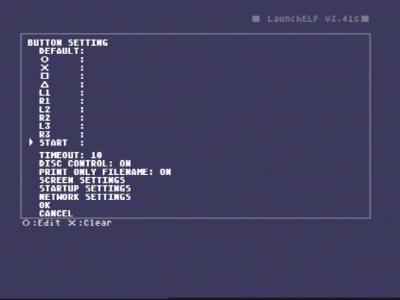 ■ LaunchELF v3.41s■
BUTTON SETTING
DEFAULT:
○ :
✕ :
□ :
△ :
L1 :
R1 :
L2 :
R2 :
L3 :
R3 :
START :
TIMEOUT: 10
DISC CONTROL: ON
PRINT ONLY FILENAME: ON
SCREEN SETTINGS
STARTUP SETTINGS
NETWORK SETTINGS
OK
CANCEL
○:Edit ✕:Clear